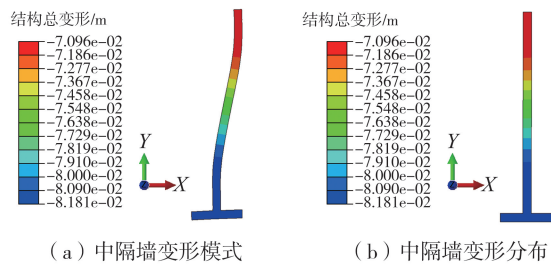 结构总变形/m
-7.096e-02
-7.186e-02
-7.277e-02
-7.367e-02
-7.458e-02
-7.548e-02
-7.638e-02
-7.729e-02
-7.819e-02
-7.910e-02
-8.000e-02
-8.090e-02
-8.181e-02
Y
X
(a)中隔墙变形模式
结构总变形/m
-7.096e-02
-7.186e-02
-7.277e-02
-7.367e-02
-7.458e-02
-7.548e-02
-7.638e-02
-7.729e-02
-7.819e-02
-7.910e-02
-8.000e-02
-8.090e-02
-8.181e-02
Y
X
(b)中隔墙变形分布